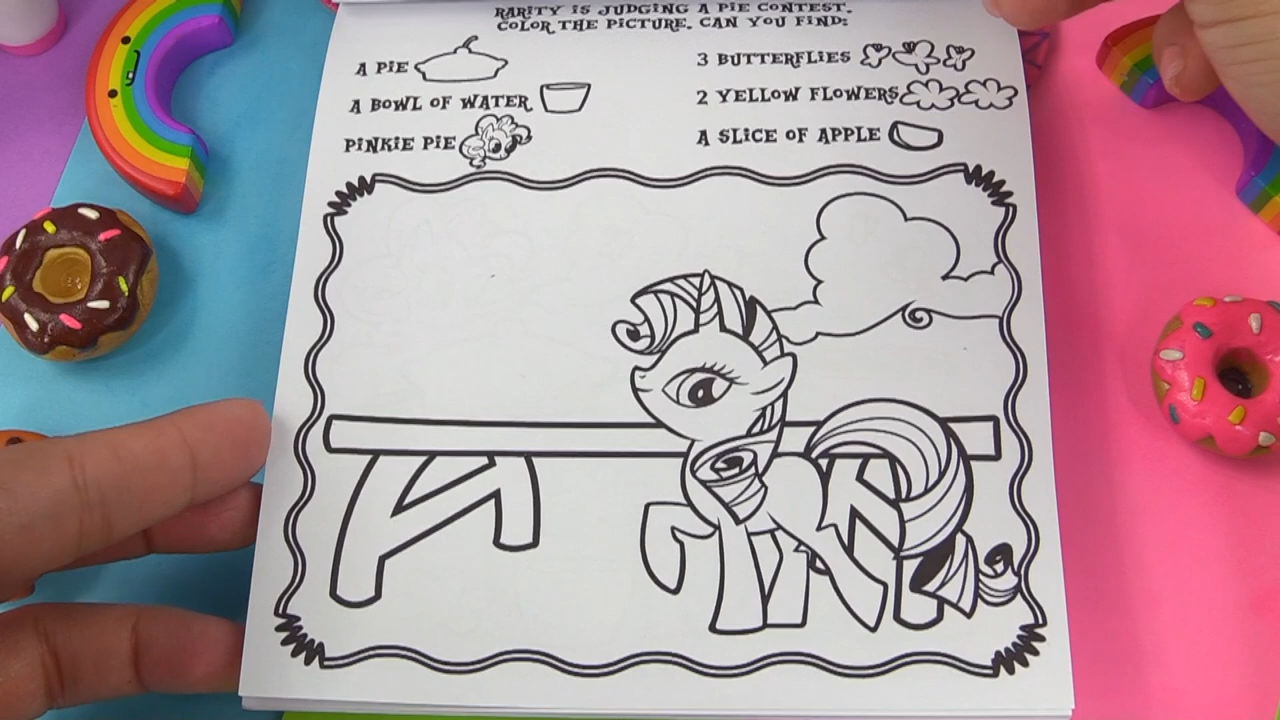 RARITY IS JUDGING A PIE CONTEST.
COLOR THE PICTURE. CAN YOU FIND:
A PIE
A BOWL OF WATER
PINKIE PIE
3 BUTTERFLIES
2 YELLOW FLOWERS
A SLICE OF APPLE